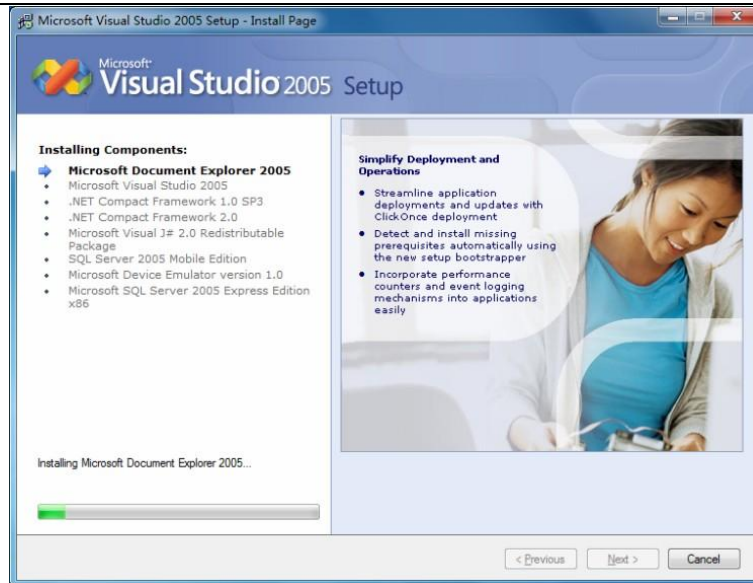 Microsoft Visual Studio 2005 Setup - Install Page
Microsoft
Visual Studio 2005 Setup
Installing Components:
Microsoft Document Explorer 2005
Microsoft Visual Studio 2005
.NET Compact Framework 1.0 SP3
.NET Compact Framework 2.0
Microsoft Visual J# 2.0 Redistributable
Package
SQL Server 2005 Mobile Edition
Microsoft Device Emulator version 1.0
Microsoft SQL Server 2005 Express Edition
x86
Installing Microsoft Document Explorer 2005...
Simplify Deployment and
Operations
• Streamline application
deployments and updates with
ClickOnce deployment
• Detect and install missing
prerequisites automatically using
the new setup bootstrapper
• Incorporate performance
counters and event logging
mechanisms into applications
easily
< Previous
Next >
Cancel